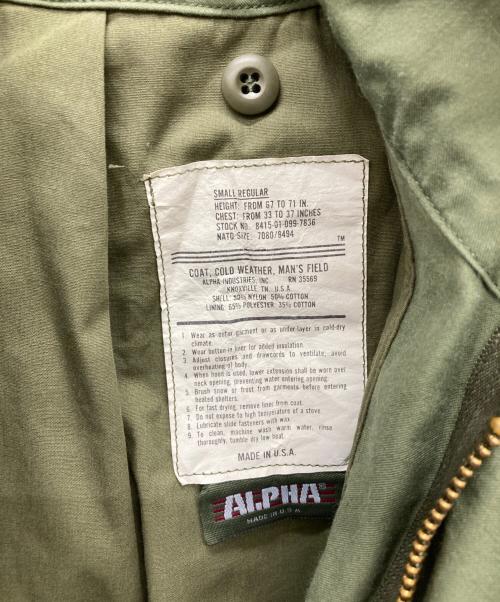 SMALL REGULAR
HEIGHT: FROM 67 TO 71 IN.
CHEST: FROM 33 TO 37 INCHES
STOCK No. 8415-01-099-7836
NATO SIZE: 7080/9494
TM
COAT, COLD WEATHER, MAN'S FIELD
ALPHA INDUSTRIES, INC. RN 35569
KNOXVILLE, TN. U.S.A.
SHELL: 50% NYLON 50% COTTON
LINING: 65% POLYESTER 35% COTTON
1. Wear as outer garment or as under-layer in cold-dry
climate.
2. Wear button-in liner for added insulation.
3. Adjust closures and drawcords to ventilate; avoid
overheating of body.
4. When hood is used, lower extension shall be worn over
neck opening, preventing water entering opening.
5. Brush snow or frost from garments before entering
heated shelters.
6. For fast drying, remove liner from coat.
7. Do not expose to high temperature of a stove.
8. Lubricate slide fasteners with wax.
9. To clean, machine wash warm water, rinse
thoroughly, tumble dry low heat.
MADE IN U.S.A.
ALPHA®
MADE IN U.S.A.